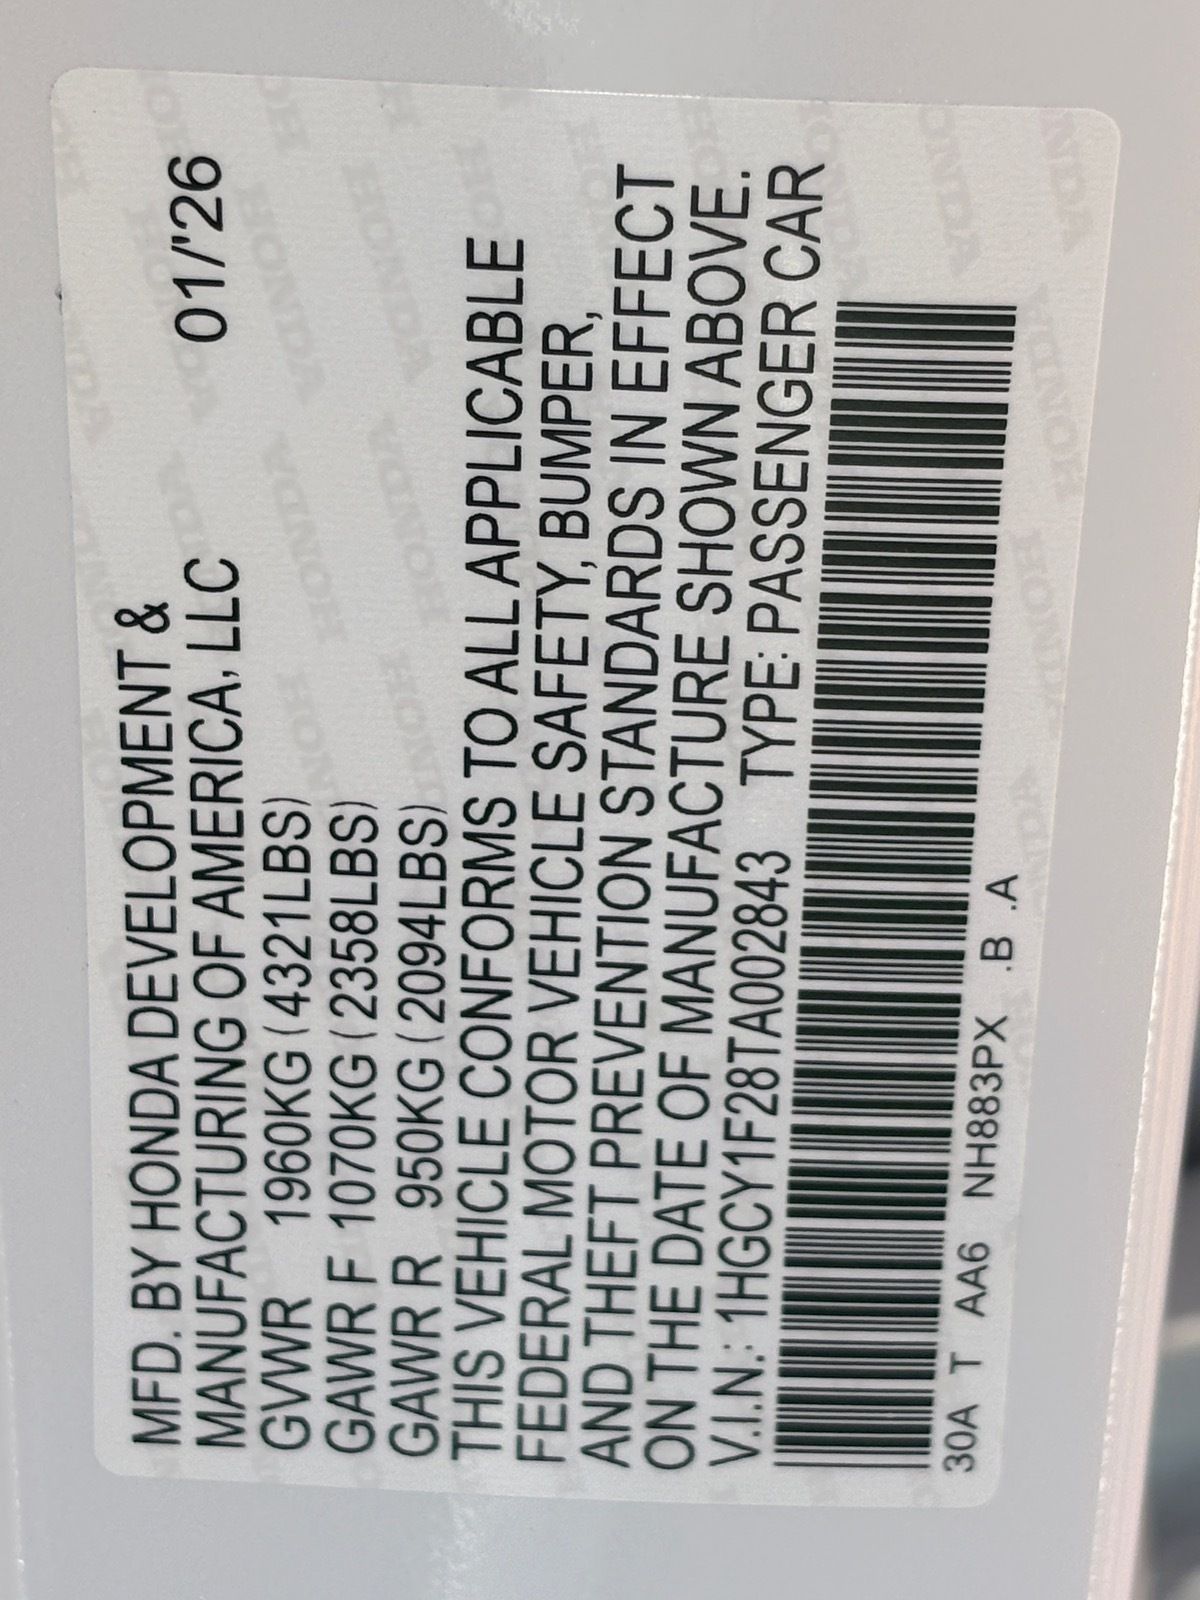 MFD. BY HONDA DEVELOPMENT &
MANUFACTURING OF AMERICA, LLC 01/'26
GVWR 1960KG (4321LBS)
GAWR F 1070KG (2358LBS)
GAWR R 950KG (2094LBS)
THIS VEHICLE CONFORMS TO ALL APPLICABLE
FEDERAL MOTOR VEHICLE SAFETY, BUMPER,
AND THEFT PREVENTION STANDARDS IN EFFECT
ON THE DATE OF MANUFACTURE SHOWN ABOVE.
V.I.N.: 1HGCY1F28TA002843 TYPE: PASSENGER CAR
30A T AA6 NH883PX .B .A